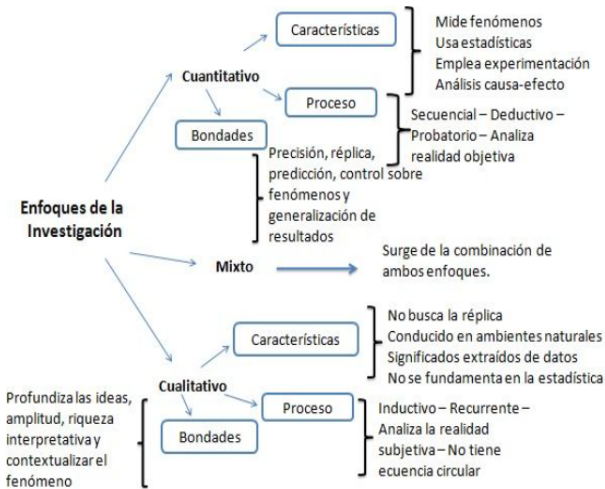 Enfoques de la
Investigación
Cuantitativo
Características
Mide fenómenos
Usa estadísticas
Emplea experimentación
Análisis causa-efecto
Proceso
Secuencial – Deductivo –
Probatorio – Analiza
realidad objetiva
Bondades
Precisión, réplica,
predicción, control sobre
fenómenos y
generalización de
resultados
Mixto
Surge de la combinación de
ambos enfoques.
Cualitativo
Características
No busca la réplica
Conducido en ambientes naturales
Significados extraídos de datos
No se fundamenta en la estadística
Proceso
Inductivo – Recurrente –
Analiza la realidad
subjetiva – No tiene
ecuencia circular
Bondades
Profundiza las ideas,
amplitud, riqueza
interpretativa y
contextualizar el
fenómeno